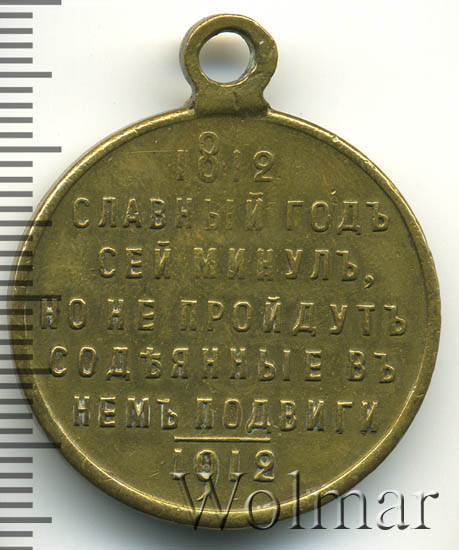 1812
СЛАВНЫЙ ГОДЪ
СЕЙ МИНУЛЪ,
НО НЕ ПРОЙДУТЪ
СОДѢЯННЫЕ ВЪ
НЕМЪ ПОДВИГИ
1912
Wolmar